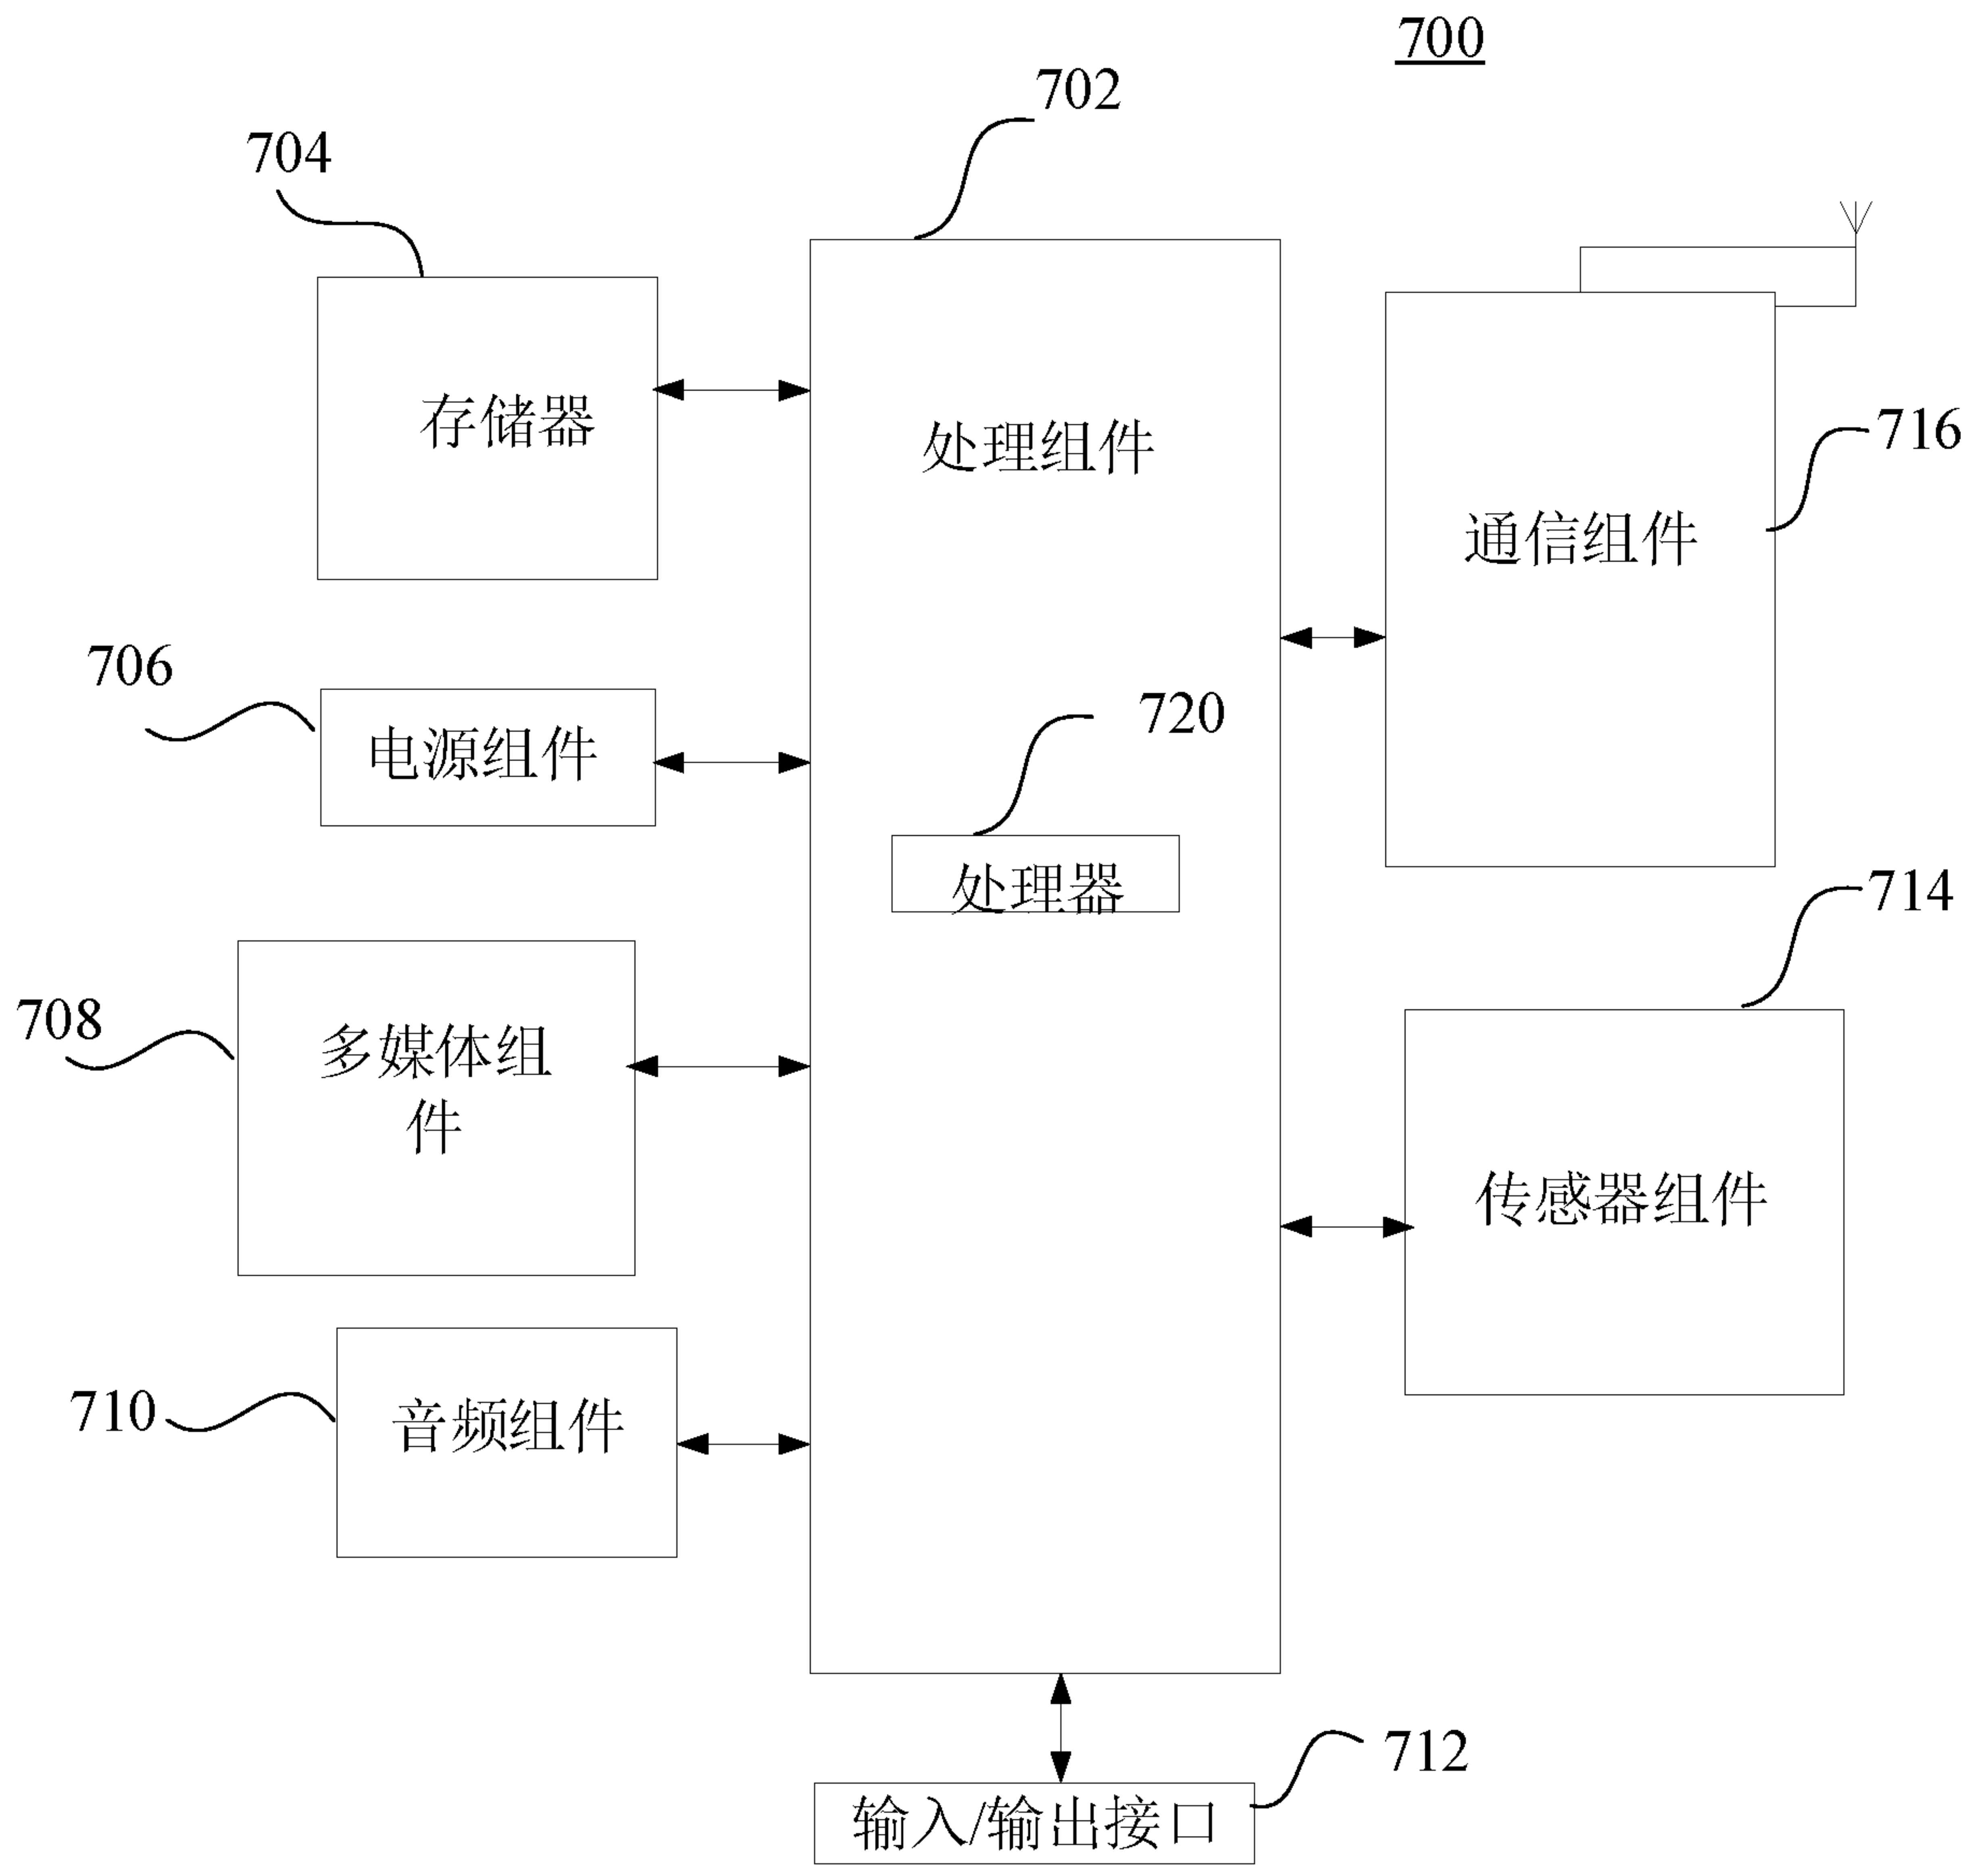 700
702
704
存储器
处理组件
716
通信组件
706
电源组件
720
处理器
714
708
多媒体组
件
传感器组件
710
音频组件
712
输入/输出接口